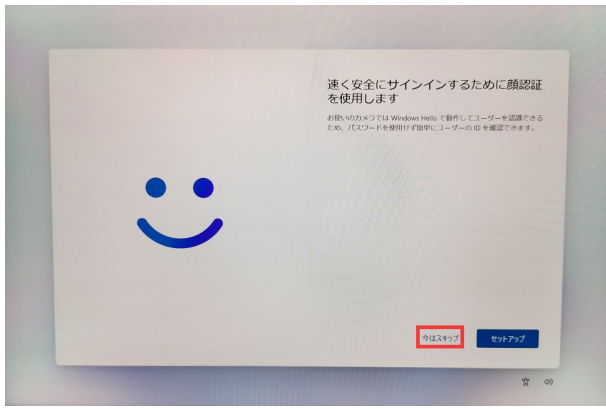 速く安全にサインインするために顔認証
を使用します
お使いのカメラでは Windows Hello で動作してユーザーを認識できる
ため、パスワードを使用せず簡単にユーザーの ID を確認できます。
今はスキップ
セットアップ